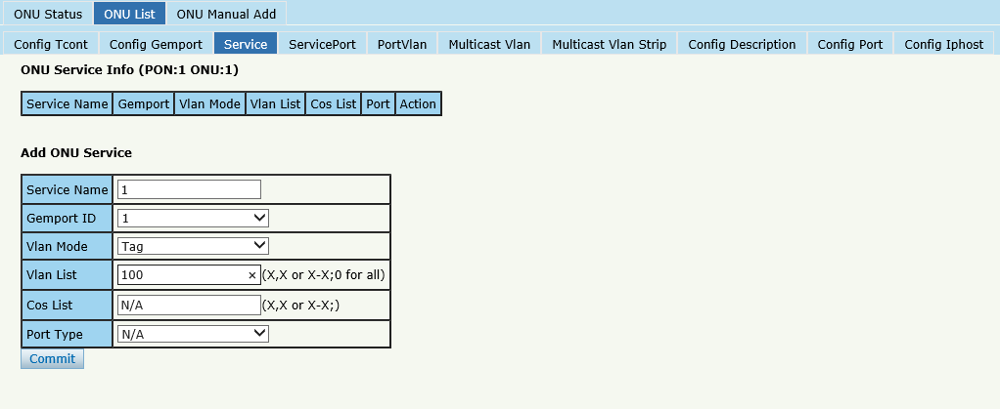 ONU Status ONU List ONU Manual Add
Config Tcont Config Gemport Service ServicePort PortVlan Multicast Vlan Multicast Vlan Strip Config Description Config Port Config Iphost
ONU Service Info (PON:1 ONU:1)
Service Name Gemport Vlan Mode Vlan List Cos List Port Action
Add ONU Service
Service Name 1
Gemport ID 1
Vlan Mode Tag
Vlan List 100 × (X,X or X-X;0 for all)
Cos List N/A (X,X or X-X;)
Port Type N/A
Commit